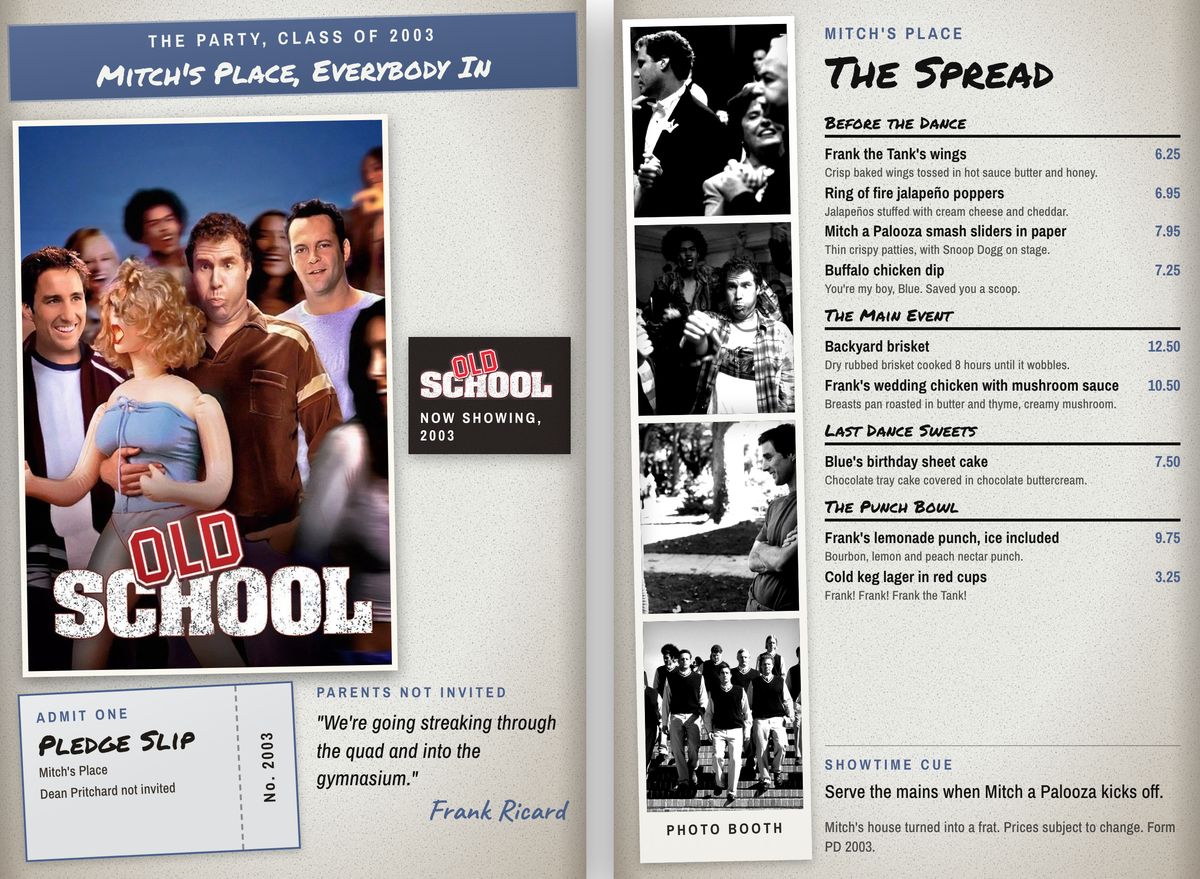 THE PARTY, CLASS OF 2003
MITCH'S PLACE, EVERYBODY IN
OLD
SCHOOL
OLD
SCHOOL
NOW SHOWING,
2003
ADMIT ONE
PLEDGE SLIP
Mitch's Place
Dean Pritchard not invited
No. 2003
PARENTS NOT INVITED
"We're going streaking through
the quad and into the
gymnasium."
Frank Ricard
PHOTO BOOTH
MITCH'S PLACE
THE SPREAD
BEFORE THE DANCE
Frank the Tank's wings 6.25
Crisp baked wings tossed in hot sauce butter and honey.
Ring of fire jalapeño poppers 6.95
Jalapeños stuffed with cream cheese and cheddar.
Mitch a Palooza smash sliders in paper 7.95
Thin crispy patties, with Snoop Dogg on stage.
Buffalo chicken dip 7.25
You're my boy, Blue. Saved you a scoop.
THE MAIN EVENT
Backyard brisket 12.50
Dry rubbed brisket cooked 8 hours until it wobbles.
Frank's wedding chicken with mushroom sauce 10.50
Breasts pan roasted in butter and thyme, creamy mushroom.
LAST DANCE SWEETS
Blue's birthday sheet cake 7.50
Chocolate tray cake covered in chocolate buttercream.
THE PUNCH BOWL
Frank's lemonade punch, ice included 9.75
Bourbon, lemon and peach nectar punch.
Cold keg lager in red cups 3.25
Frank! Frank! Frank the Tank!
SHOWTIME CUE
Serve the mains when Mitch a Palooza kicks off.
Mitch's house turned into a frat. Prices subject to change. Form
PD 2003.